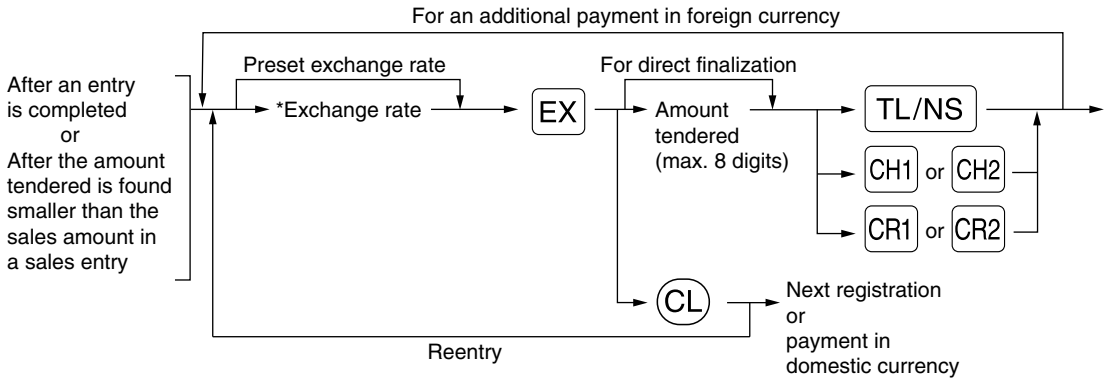 For an additional payment in foreign currency
Preset exchange rate
For direct finalization
After an entry
is completed
or
After the amount
tendered is found
smaller than the
sales amount in
a sales entry
*Exchange rate
EX
Amount
tendered
(max. 8 digits)
TL/NS
CH1 or CH2
CR1 or CR2
CL
Next registration
or
payment in
domestic currency
Reentry